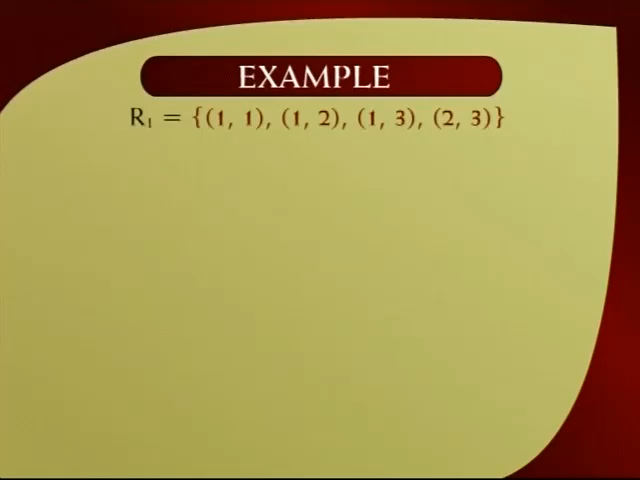 EXAMPLE
R₁ = {(1, 1), (1, 2), (1, 3), (2, 3)}